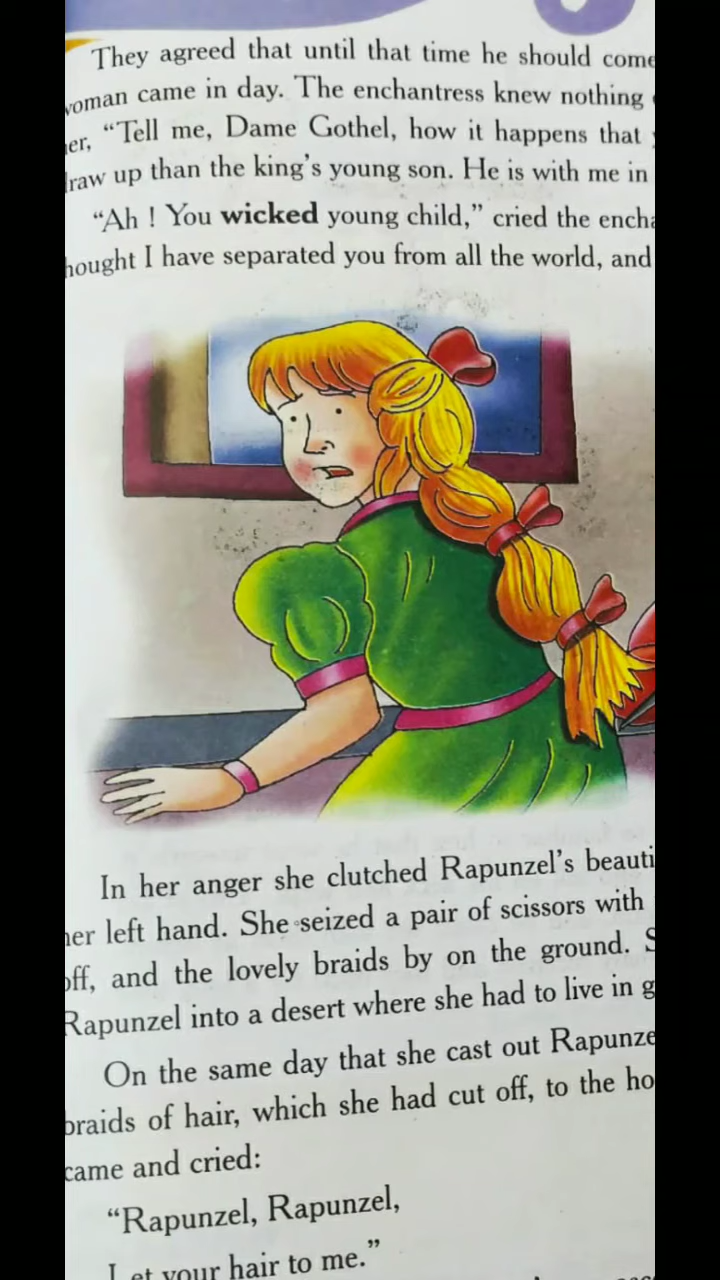 They agreed that until that time he should come
woman came in day. The enchantress knew nothing
er, "Tell me, Dame Gothel, how it happens that
raw up than the king's young son. He is with me in
"Ah ! You wicked young child," cried the encha
hought I have separated you from all the world, and
In her anger she clutched Rapunzel's beauti
her left hand. She seized a pair of scissors with
off, and the lovely braids by on the ground. S
Rapunzel into a desert where she had to live in g
On the same day that she cast out Rapunze
braids of hair, which she had cut off, to the ho
came and cried:
"Rapunzel, Rapunzel,
Let your hair to me."